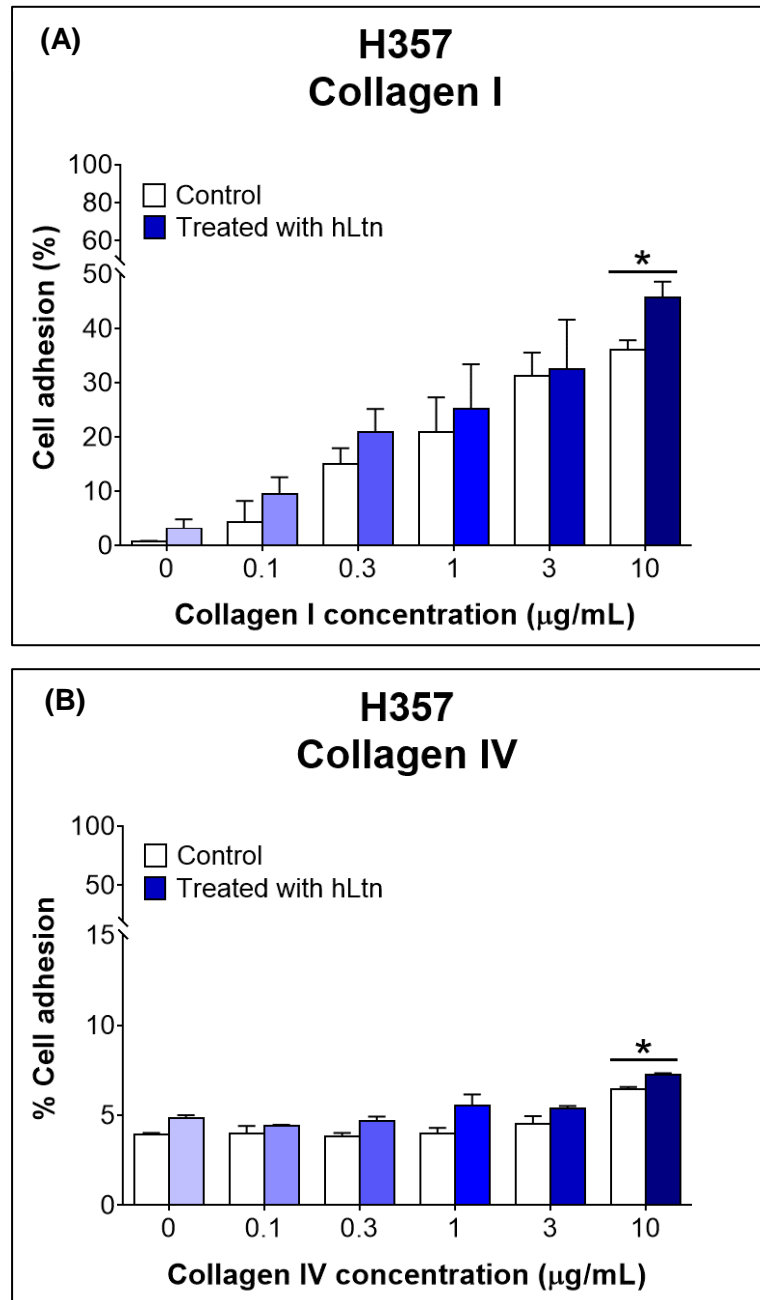 (A)
H357
Collagen I
100
80
60
50
40
30
20
10
0
Cell adhesion (%)
Control
Treated with hLtn
*
0 0.1 0.3 1 3 10
Collagen I concentration (μg/mL)
(B)
H357
Collagen IV
100
50
15
10
5
0
% Cell adhesion
Control
Treated with hLtn
*
0 0.1 0.3 1 3 10
Collagen IV concentration (μg/mL)